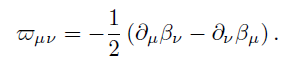 ϖ_{μν} = −\frac{1}{2} (∂_μ β_ν − ∂_ν β_μ) .